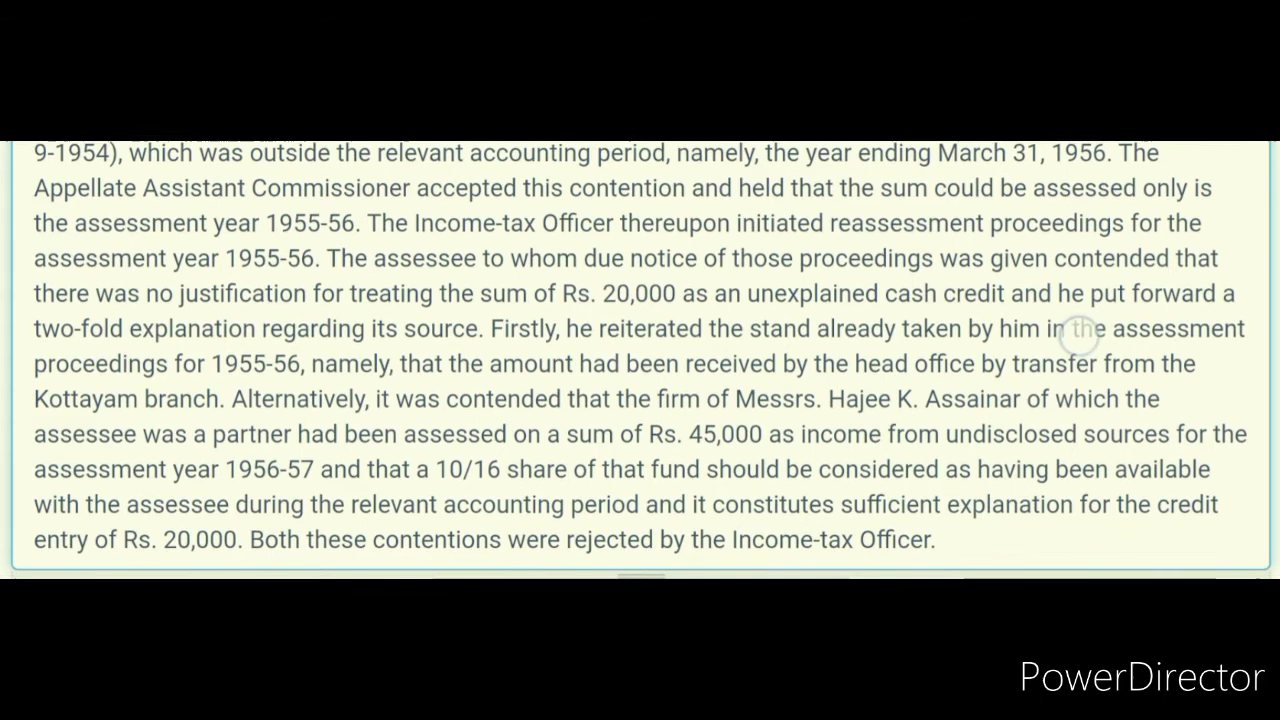 9-1954), which was outside the relevant accounting period, namely, the year ending March 31, 1956. The
Appellate Assistant Commissioner accepted this contention and held that the sum could be assessed only is
the assessment year 1955-56. The Income-tax Officer thereupon initiated reassessment proceedings for the
assessment year 1955-56. The assessee to whom due notice of those proceedings was given contended that
there was no justification for treating the sum of Rs. 20,000 as an unexplained cash credit and he put forward a
two-fold explanation regarding its source. Firstly, he reiterated the stand already taken by him in the assessment
proceedings for 1955-56, namely, that the amount had been received by the head office by transfer from the
Kottayam branch. Alternatively, it was contended that the firm of Messrs. Hajee K. Assainar of which the
assessee was a partner had been assessed on a sum of Rs. 45,000 as income from undisclosed sources for the
assessment year 1956-57 and that a 10/16 share of that fund should be considered as having been available
with the assessee during the relevant accounting period and it constitutes sufficient explanation for the credit
entry of Rs. 20,000. Both these contentions were rejected by the Income-tax Officer.
PowerDirector